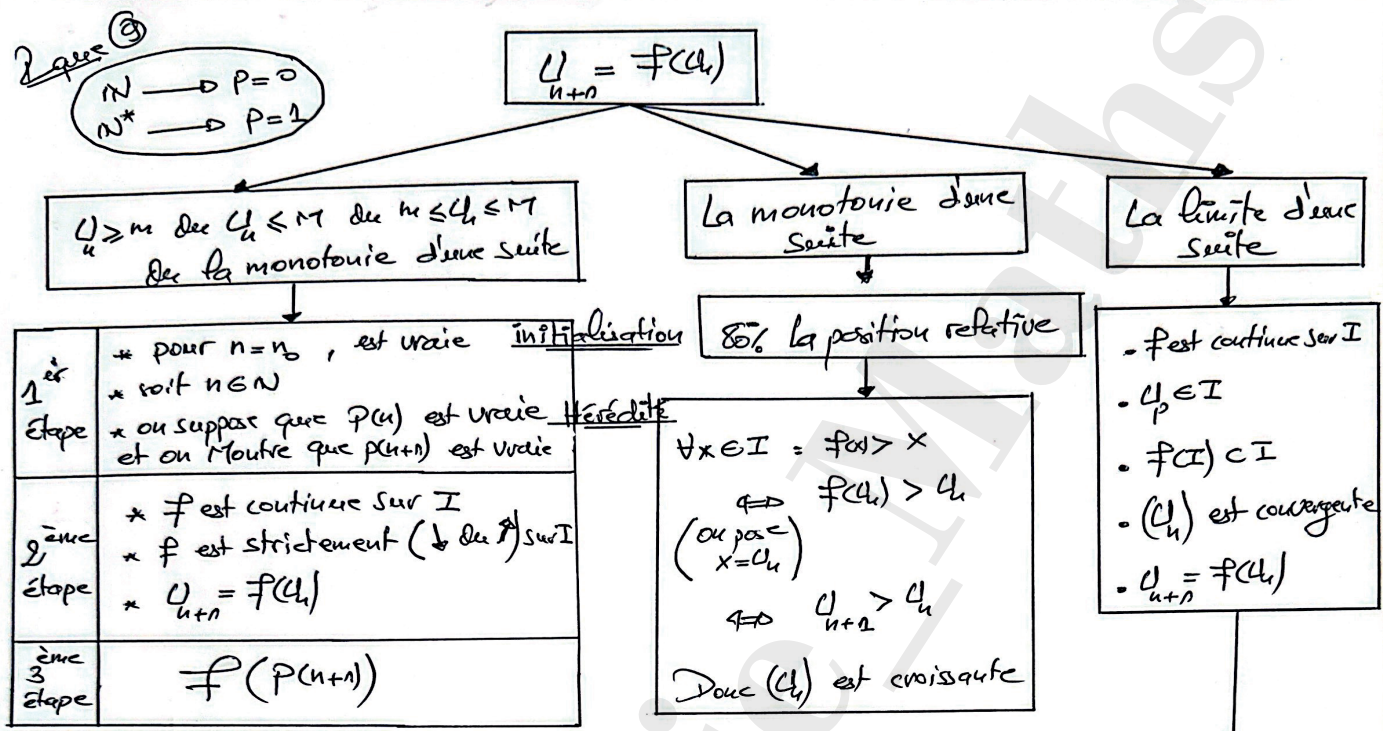 IN → P=0
IN* → P=1
U_{n+1} = f(U_n)
U_n ≥ m ou U_n ≤ M ou m ≤ U_n ≤ M
ou la monotonie d'une suite
1èr étape
* pour n=n₀, est vraie initialisation
* soit n∈N
* on suppose que P(n) est vraie Hérédité
et on Montre que p(n+1) est vraie
2ème étape
* f est continue sur I
* f est strictement (↓ ou ↗) sur I
* U_{n+1} = f(U_n)
3ème étape
f(P(n+1))
La monotonie d'une
suite
80% la position relative
∀x∈I : f(x) > x
⇔ f(U_n) > U_n
(on pose
x=U_n)
⇔ U_{n+1} > U_n
Donc (U_n) est croissante
La limite d'une
suite
• f est continue sur I
• U_p ∈ I
• f(I) ⊂ I
• (U_n) est convergente
• U_{n+1} = f(U_n)